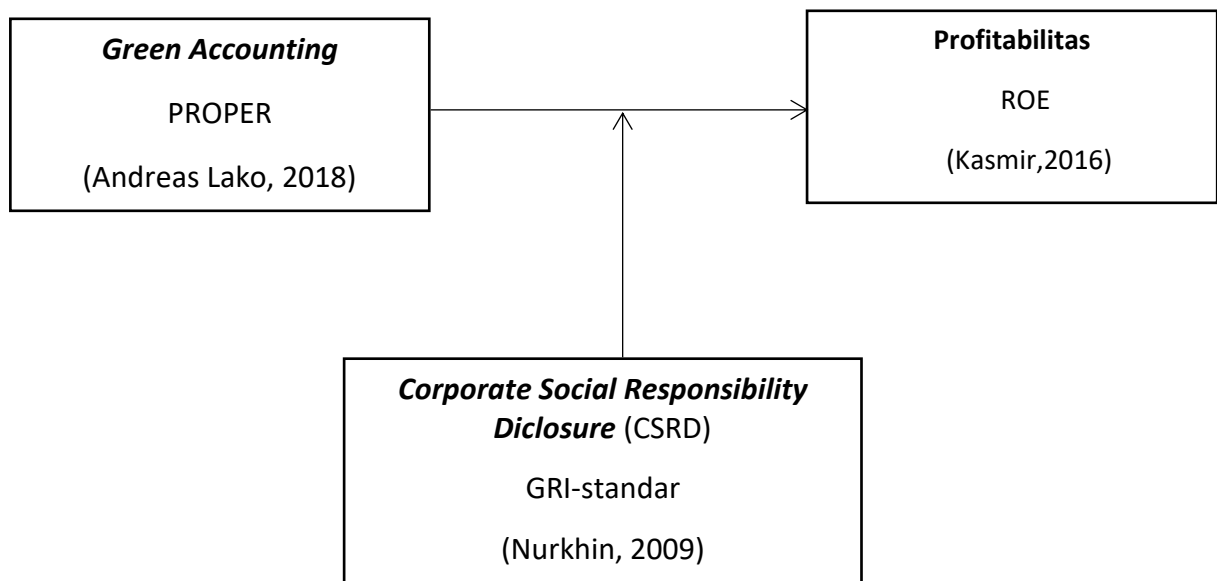 Green Accounting
PROPER
(Andreas Lako, 2018)
Profitabilitas
ROE
(Kasmir,2016)
Corporate Social Responsibility
Diclosure (CSRD)
GRI-standar
(Nurkhin, 2009)